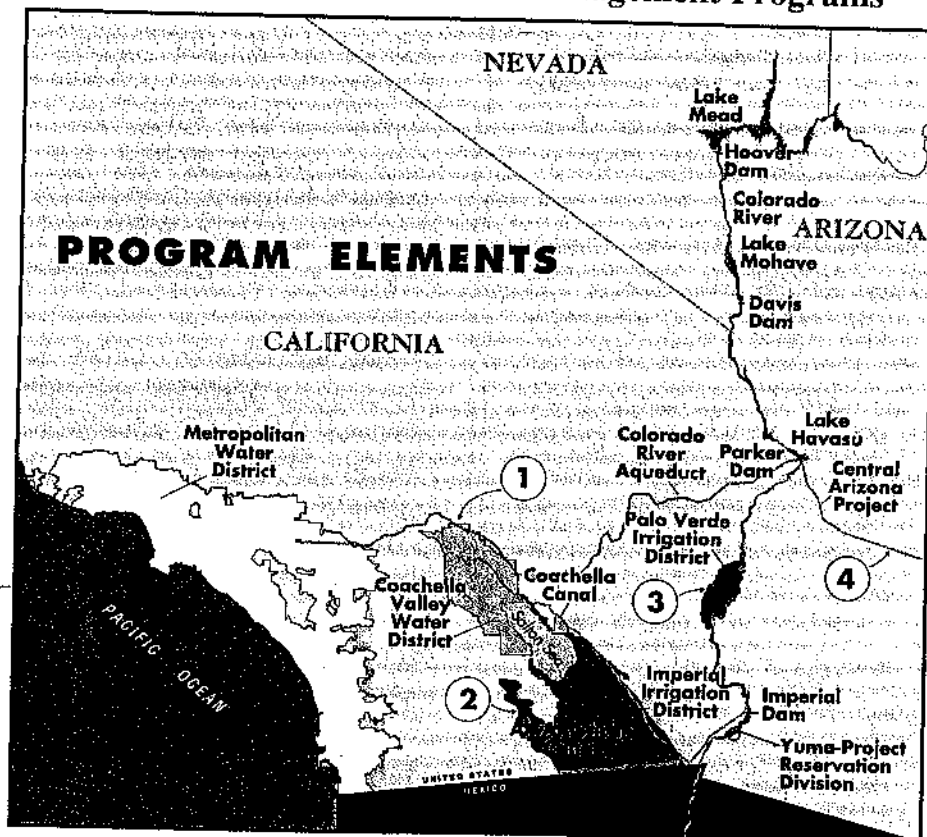 Programs
NEVADA
Lake
Mead
Hoover
Dam
Colorado
River
ARIZONA
Lake
Mohave
PROGRAM ELEMENTS
Davis
Dam
CALIFORNIA
Metropolitan
Water
District
1
Colorado
River
Aqueduct
Parker
Dam
Lake
Havasu
Central
Arizona
Project
Palo Verde
Irrigation
District
Coachella
Valley
Water
District
Coachella
Canal
3
4
PACIFIC OCEAN
2
Imperial
Irrigation
District
Imperial
Dam
Yuma-Project
Reservation
Division
UNITED STATES
MEXICO